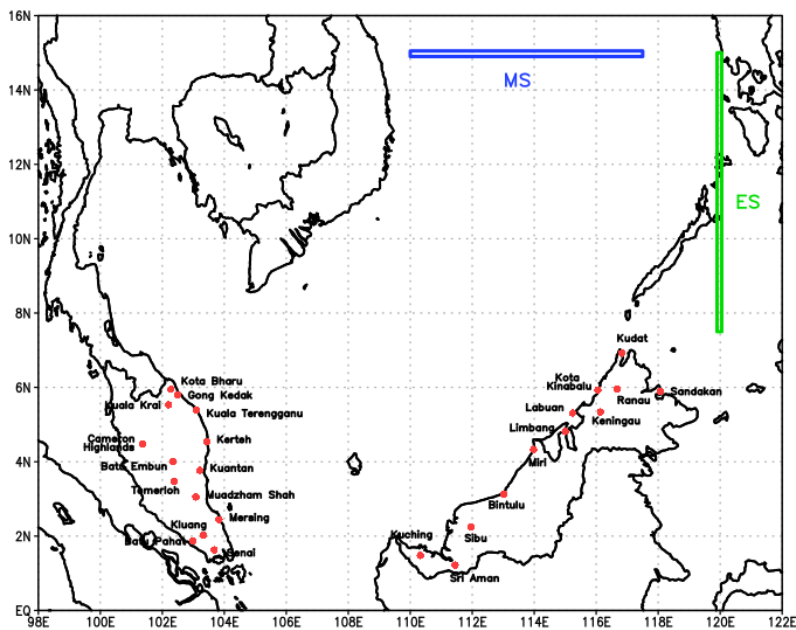 16N
MS
14N
12N
ES
10N
8N
Kudat
Kota Bharu
Kota
Kinabalu
6N
Gong Kedak
Ranau
Sandakan
Kuala Krai
Labuan
Kuala Terengganu
Limbang
Keningau
Cameron
Highlands
Kerteh
4N
Batu Embun
Kuantan
Miri
Temerloh
Muadzham Shah
Bintulu
Kluang
Mersing
2N
Batu Pahat
Kuching
Sibu
Senai
Sri Aman
EQ
98E 100E 102E 104E 106E 108E 110E 112E 114E 116E 118E 120E 122E